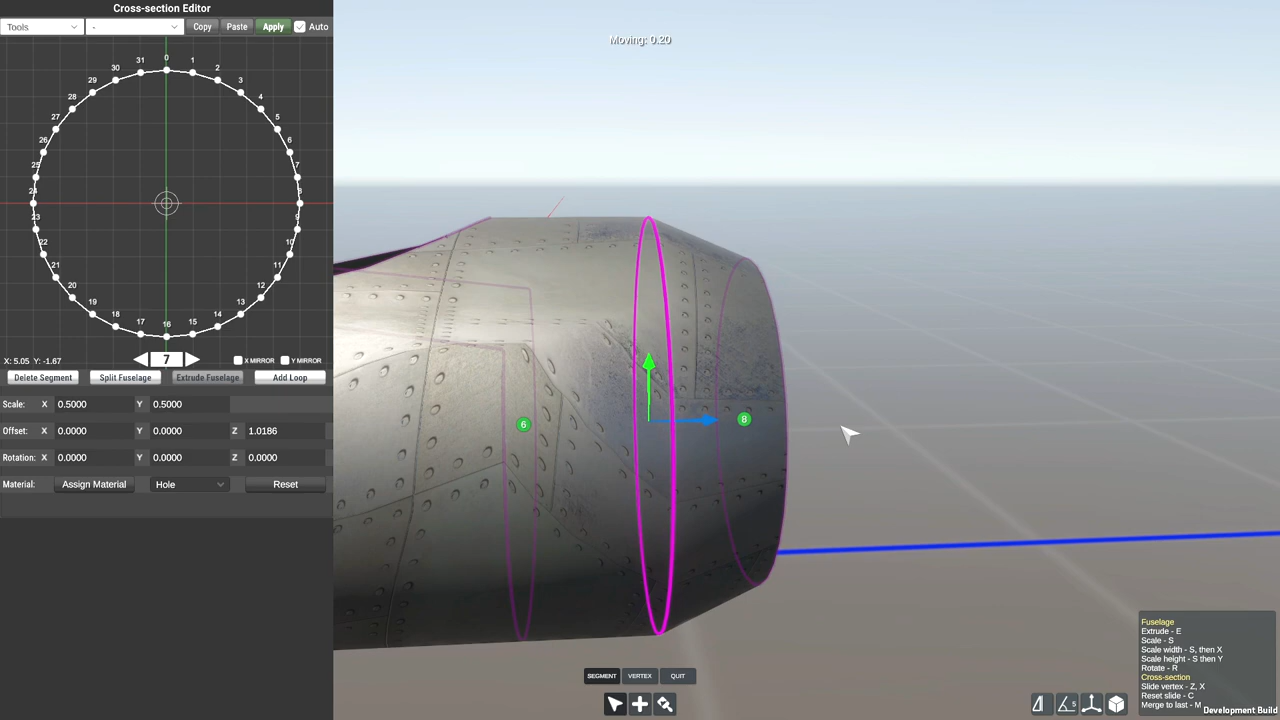 Cross-section Editor
Tools - Copy Paste Apply Auto
Moving: 0.20
0
31 1
30 2
29 3
28 4
27 5
26 6
25 7
24 8
23 9
22 10
21 11
20 12
19 13
18 14
17 16 15
X: 5.05 Y: -1.67 7 X MIRROR Y MIRROR
Delete Segment Split Fuselage Extrude Fuselage Add Loop
Scale: X 0.5000 Y 0.5000
Offset: X 0.0000 Y 0.0000 Z 1.0186
Rotation: X 0.0000 Y 0.0000 Z 0.0000
Material: Assign Material Hole Reset
6
8
SEGMENT VERTEX QUIT
Fuselage
Extrude - E
Scale - S
Scale width - S, then X
Scale height - S then Y
Rotate - R
Cross-section
Slide vertex - Z, X
Reset slide - C
Merge to last - M
Development Build
5